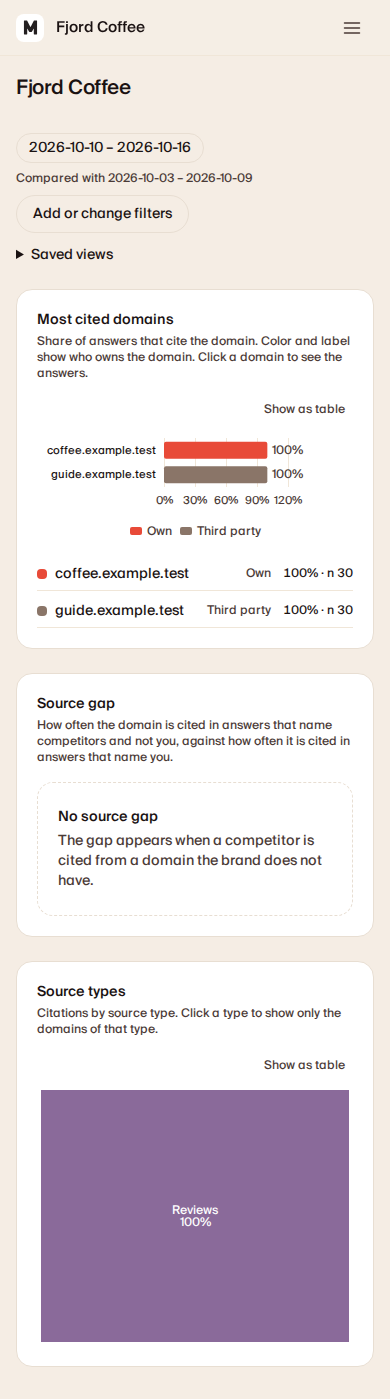 M Fjord Coffee
Fjord Coffee
2026-10-10 – 2026-10-16
Compared with 2026-10-03 – 2026-10-09
Add or change filters
Saved views
Most cited domains
Share of answers that cite the domain. Color and label
show who owns the domain. Click a domain to see the
answers.
Show as table
coffee.example.test 100%
guide.example.test 100%
0% 30% 60% 90% 120%
Own Third party
coffee.example.test Own 100% · n 30
guide.example.test Third party 100% · n 30
Source gap
How often the domain is cited in answers that name
competitors and not you, against how often it is cited in
answers that name you.
No source gap
The gap appears when a competitor is
cited from a domain the brand does not
have.
Source types
Citations by source type. Click a type to show only the
domains of that type.
Show as table
Reviews
100%